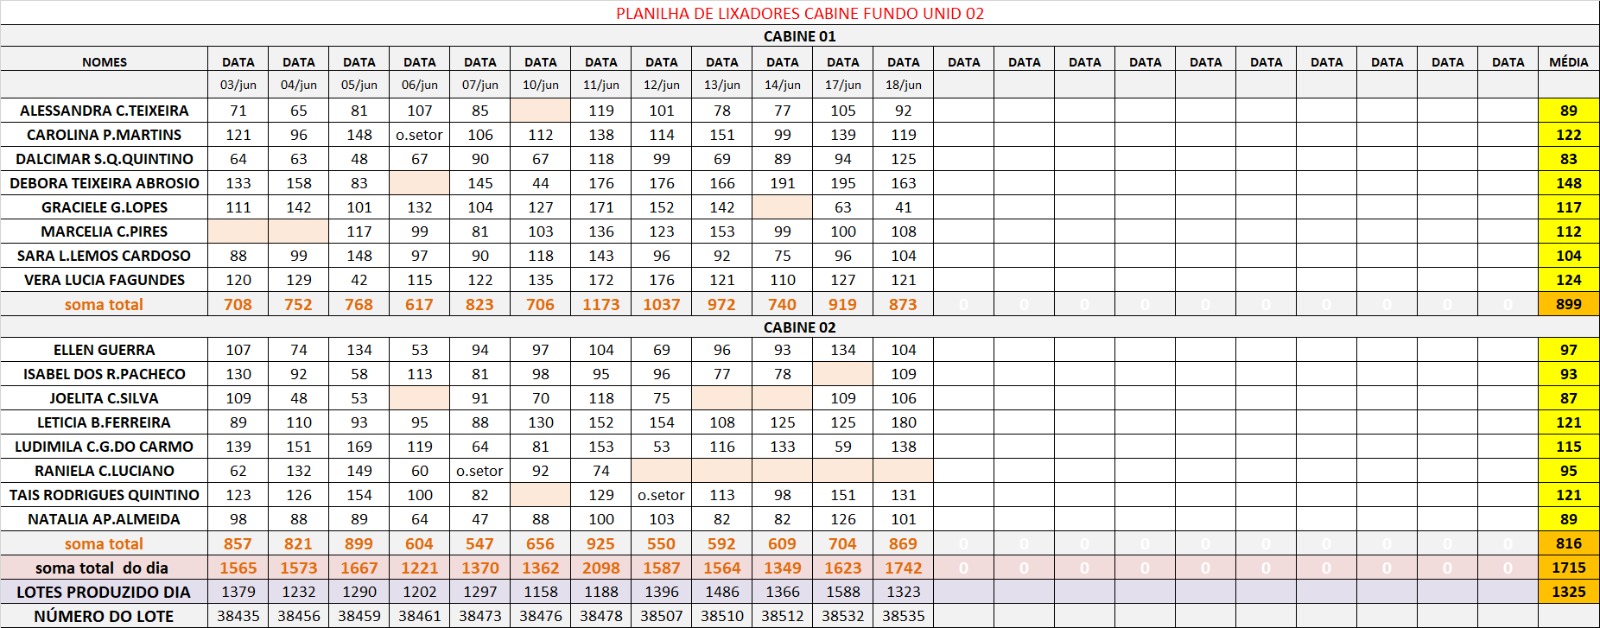 PLANILHA DE LIXADORES CABINE FUNDO UNID 02
CABINE 01
NOMES DATA DATA DATA DATA DATA DATA DATA DATA DATA DATA DATA DATA DATA DATA DATA DATA DATA DATA DATA DATA DATA DATA MÉDIA
03/jun 04/jun 05/jun 06/jun 07/jun 10/jun 11/jun 12/jun 13/jun 14/jun 17/jun 18/jun
ALESSANDRA C.TEIXEIRA 71 65 81 107 85 119 101 78 77 105 92 89
CAROLINA P.MARTINS 121 96 148 o.setor 106 112 138 114 151 99 139 119 122
DALCIMAR S.Q.QUINTINO 64 63 48 67 90 67 118 99 69 89 94 125 83
DEBORA TEIXEIRA ABROSIO 133 158 83 145 44 176 176 166 191 195 163 148
GRACIELE G.LOPES 111 142 101 132 104 127 171 152 142 63 41 117
MARCELIA C.PIRES 117 99 81 103 136 123 153 99 100 108 112
SARA L.LEMOS CARDOSO 88 99 148 97 90 118 143 96 92 75 96 104 104
VERA LUCIA FAGUNDES 120 129 42 115 122 135 172 176 121 110 127 121 124
soma total 708 752 768 617 823 706 1173 1037 972 740 919 873 0 0 0 0 0 0 0 0 0 0 899
CABINE 02
ELLEN GUERRA 107 74 134 53 94 97 104 69 96 93 134 104 97
ISABEL DOS R.PACHECO 130 92 58 113 81 98 95 96 77 78 109 93
JOELITA C.SILVA 109 48 53 91 70 118 75 109 106 87
LETICIA B.FERREIRA 89 110 93 95 88 130 152 154 108 125 125 180 121
LUDIMILA C.G.DO CARMO 139 151 169 119 64 81 153 53 116 133 59 138 115
RANIELA C.LUCIANO 62 132 149 60 o.setor 92 74 95
TAIS RODRIGUES QUINTINO 123 126 154 100 82 129 o.setor 113 98 151 131 121
NATALIA AP.ALMEIDA 98 88 89 64 47 88 100 103 82 82 126 101 89
soma total 857 821 899 604 547 656 925 550 592 609 704 869 0 0 0 0 0 0 0 0 0 0 816
soma total do dia 1565 1573 1667 1221 1370 1362 2098 1587 1564 1349 1623 1742 0 0 0 0 0 0 0 0 0 0 1715
LOTES PRODUZIDO DIA 1379 1232 1290 1202 1297 1158 1188 1396 1486 1366 1588 1323 1325
NÚMERO DO LOTE 38435 38456 38459 38461 38473 38476 38478 38507 38510 38512 38532 38535